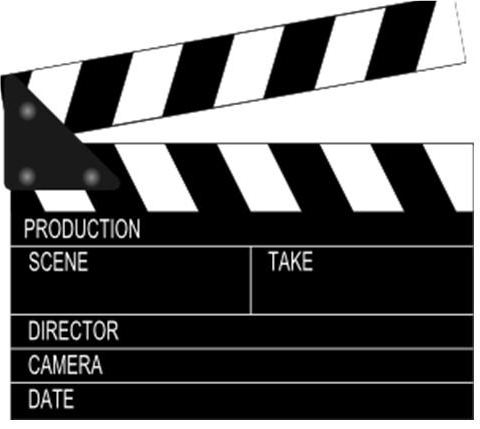 PRODUCTION
SCENE TAKE
DIRECTOR
CAMERA
DATE